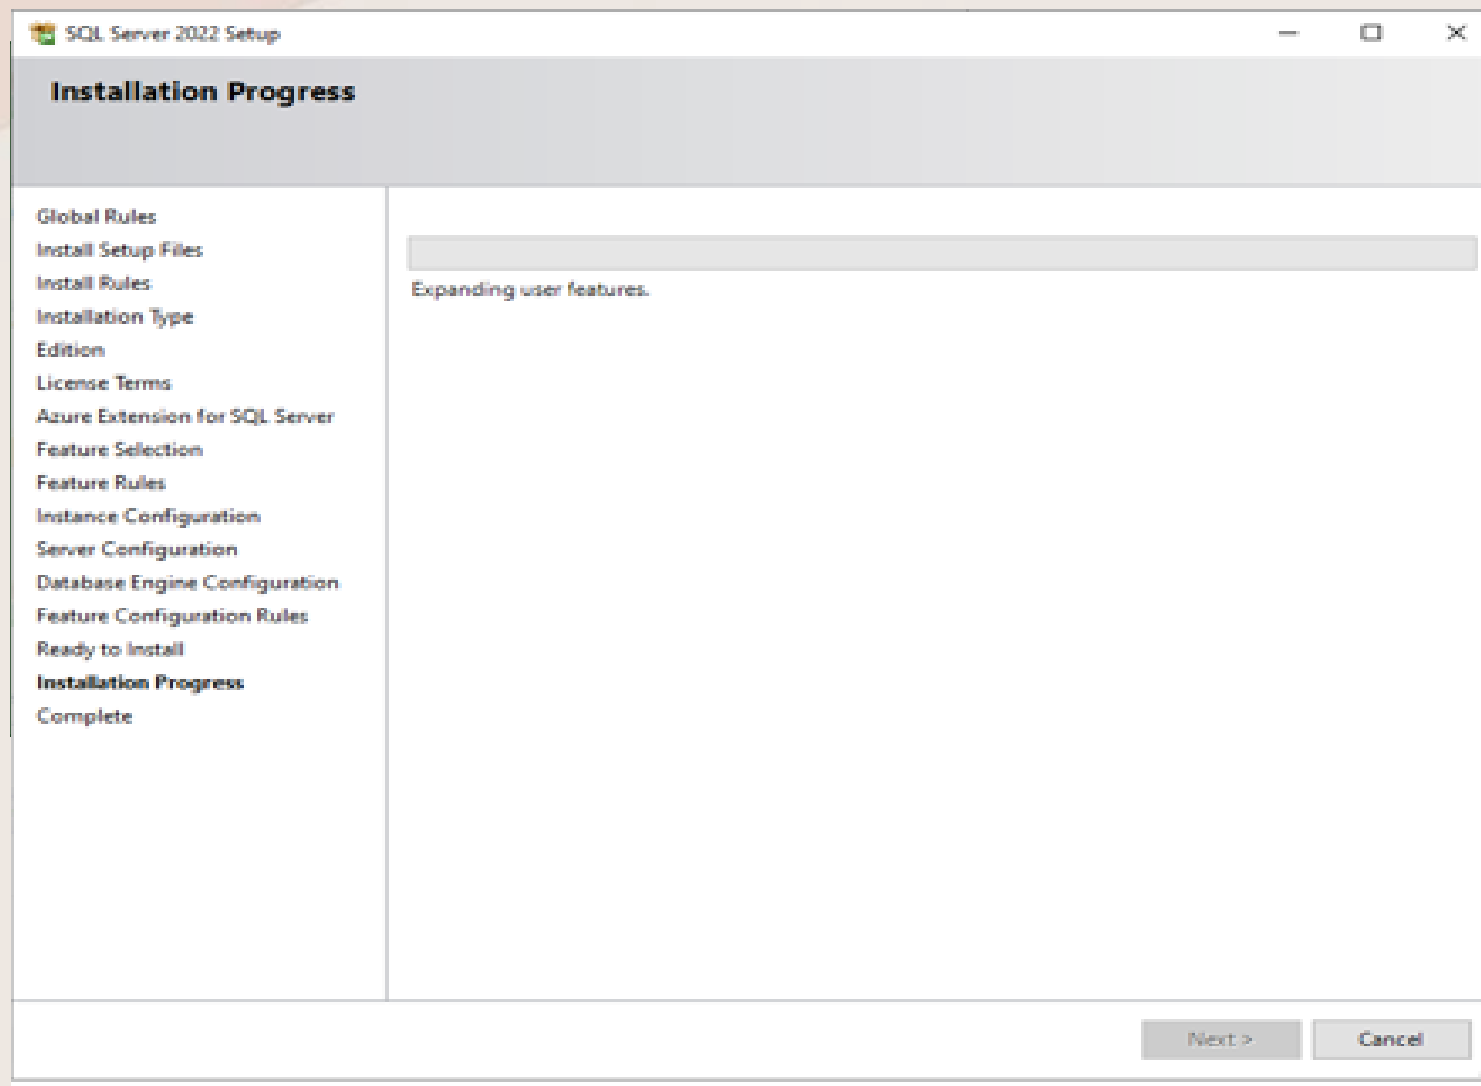 SQL Server 2022 Setup
Installation Progress
Global Rules
Install Setup Files
Install Rules
Installation Type
Edition
License Terms
Azure Extension for SQL Server
Feature Selection
Feature Rules
Instance Configuration
Server Configuration
Database Engine Configuration
Feature Configuration Rules
Ready to Install
Installation Progress
Complete
Expanding user features.
Next >
Cancel